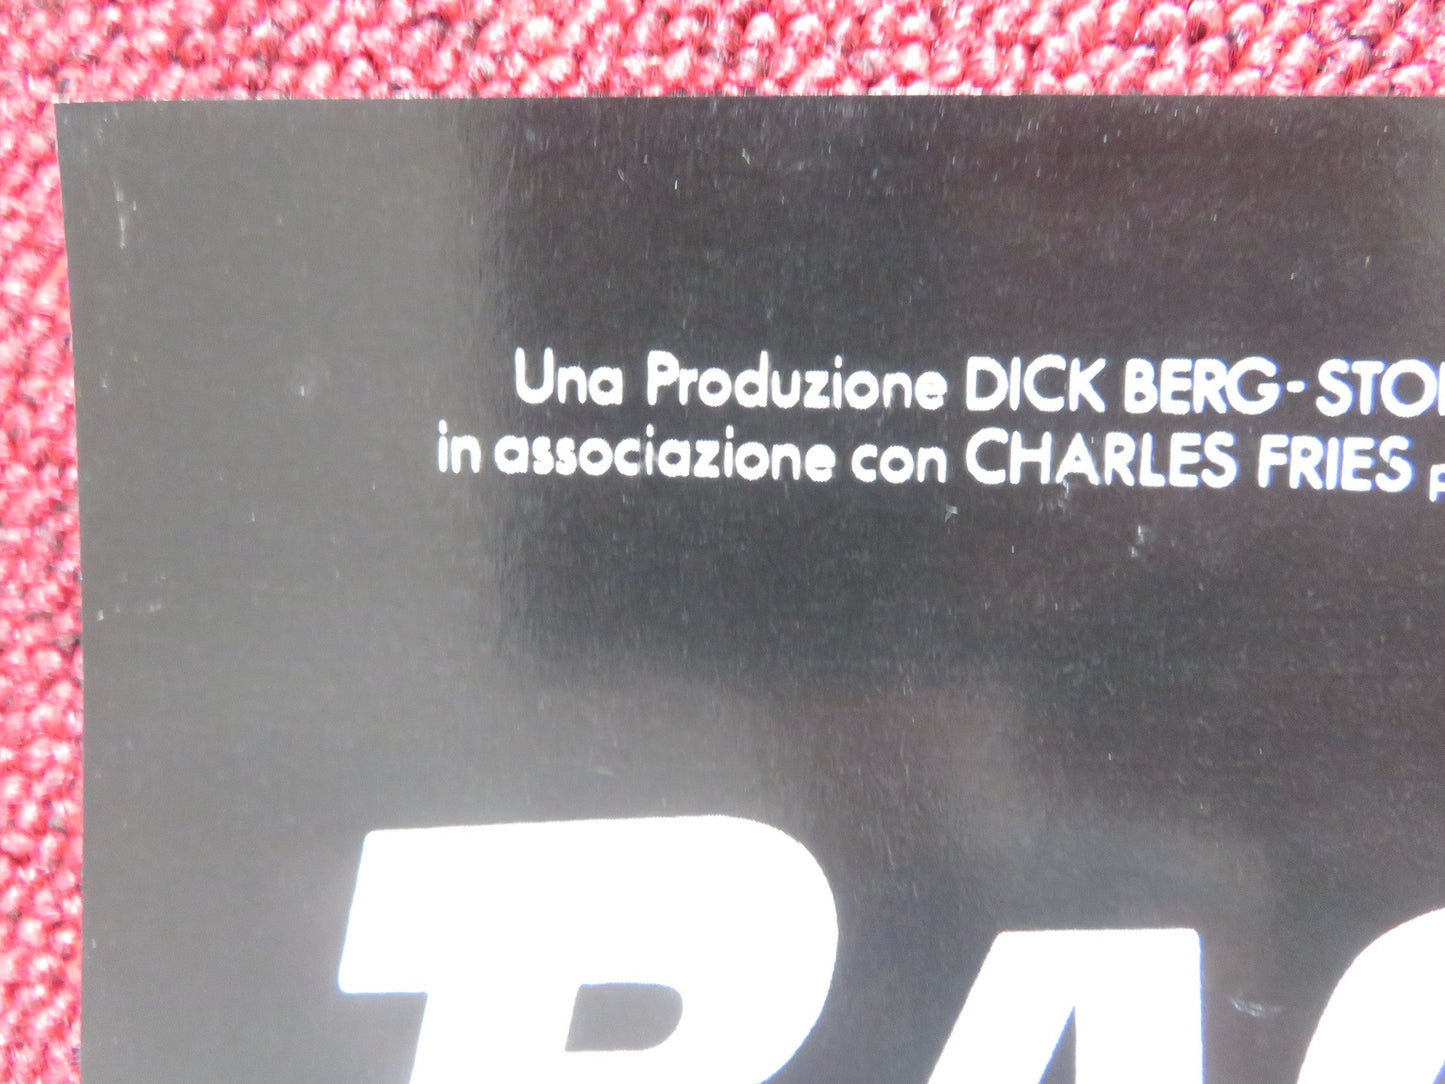 Una Produzione DICK BERG-STO
in associazione con CHARLES FRIES